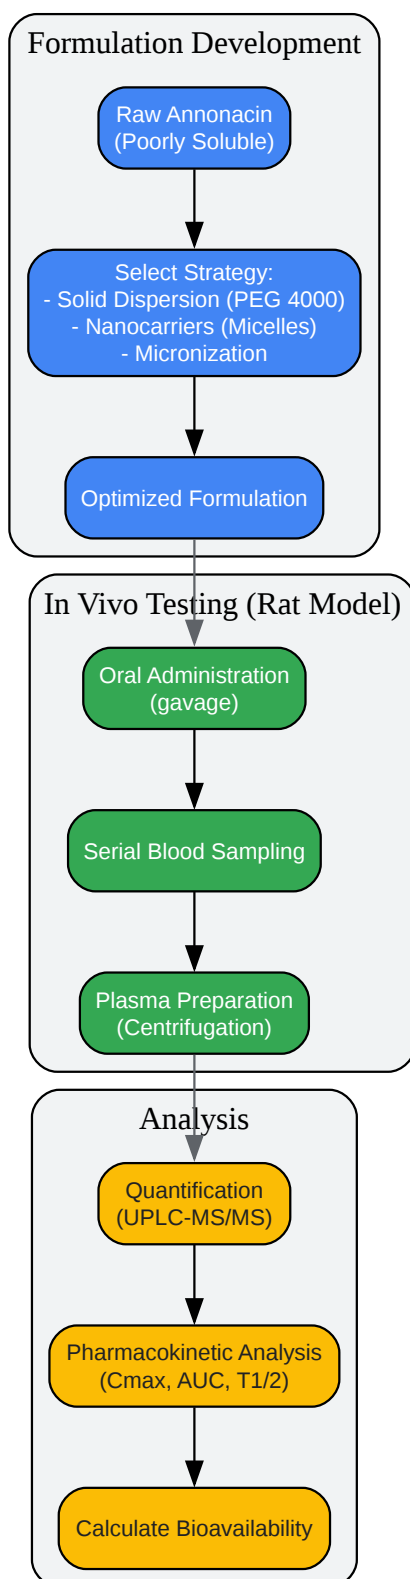 Formulation Development
Raw Annonacin
(Poorly Soluble)
Select Strategy:
- Solid Dispersion (PEG 4000)
- Nanocarriers (Micelles)
- Micronization
Optimized Formulation
In Vivo Testing (Rat Model)
Oral Administration
(gavage)
Serial Blood Sampling
Plasma Preparation
(Centrifugation)
Analysis
Quantification
(UPLC-MS/MS)
Pharmacokinetic Analysis
(Cmax, AUC, T1/2)
Calculate Bioavailability